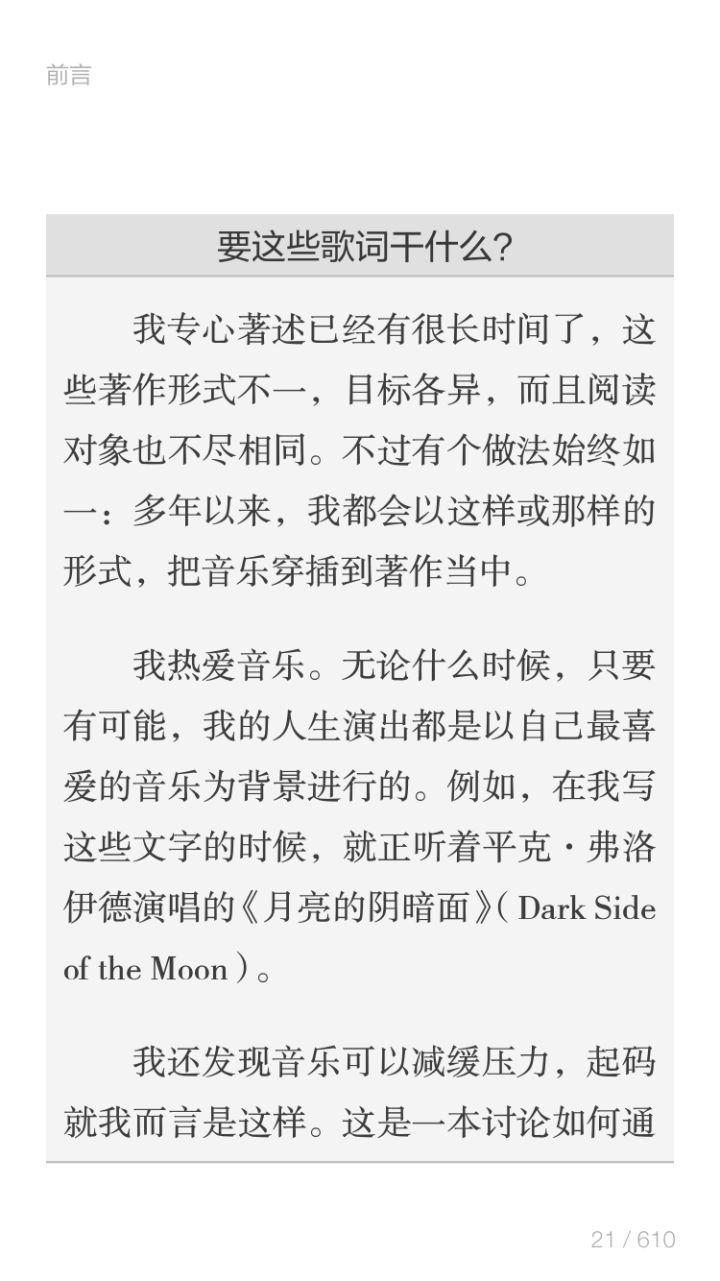 前言
要这些歌词干什么?
我专心著述已经有很长时间了，这
些著作形式不一，目标各异，而且阅读
对象也不尽相同。不过有个做法始终如
一：多年以来，我都会以这样或那样的
形式，把音乐穿插到著作当中。
我热爱音乐。无论什么时候，只要
有可能，我的人生演出都是以自己最喜
爱的音乐为背景进行的。例如，在我写
这些文字的时候，就正听着平克·弗洛
伊德演唱的《月亮的阴暗面》（Dark Side
of the Moon）。
我还发现音乐可以减缓压力，起码
就我而言是这样。这是一本讨论如何通
21 / 610